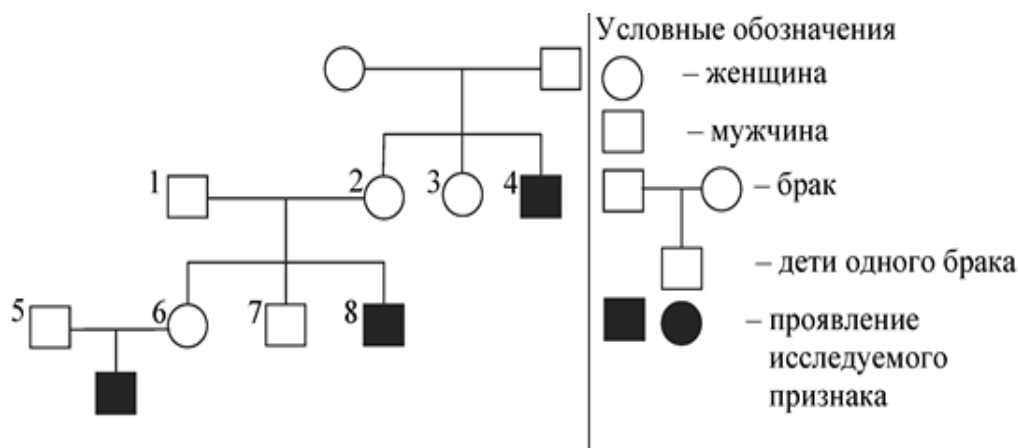 Условные обозначения
– женщина
– мужчина
1
2
3
4
– брак
– дети одного брака
5
6
7
8
– проявление
исследуемого
признака